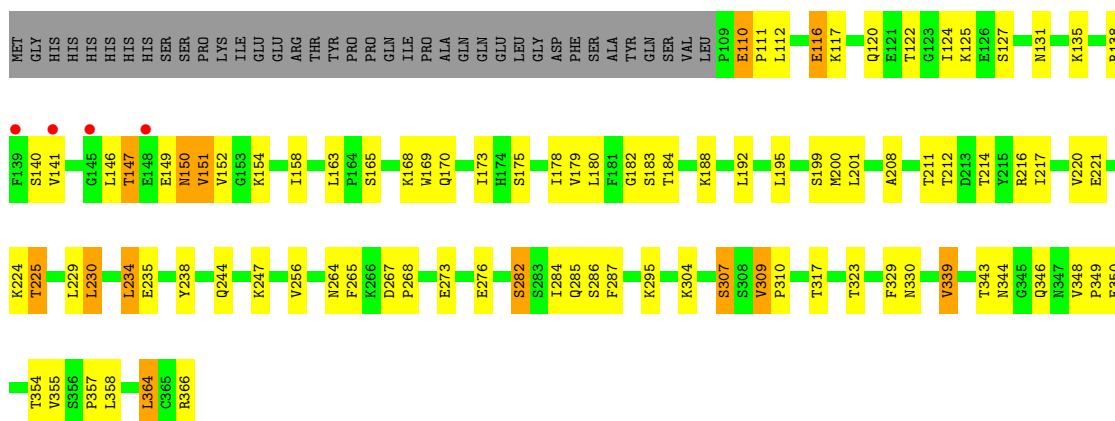 MET GLY HIS HIS HIS HIS HIS HIS SER SER PRO LYS ILE GLU GLU ARG THR TYR PRO PRO GLN ILE PRO ALA GLN GLN GLU LEU GLY ASP PHE SER ALA TYR GLN SER VAL LEU P109 E110 P111 L112 E116 K117 Q120 E121 T122 G123 I124 K125 E126 S127 N131 K135
F139 S140 V141 G145 L146 T147 E148 E149 N150 V151 V152 G153 K154 I158 L163 P164 S165 K168 W169 Q170 I173 H174 S175 I178 V179 L180 F181 G182 S183 T184 K188 L192 L195 S199 M200 L201 A208 T211 T212 D213 T214 Y215 R216 I217 V220 E221
K224 T225 L229 L230 L234 E235 Y238 Q244 K247 V256 N264 F265 K266 D267 P268 E273 E276 S282 S283 I284 Q285 S286 F287 K295 K304 S307 S308 V309 P310 T317 T323 F329 N330 V339 T343 N344 G345 Q346 N347 V348 P349
T354 V355 S356 P357 L358 L364 C365 R366